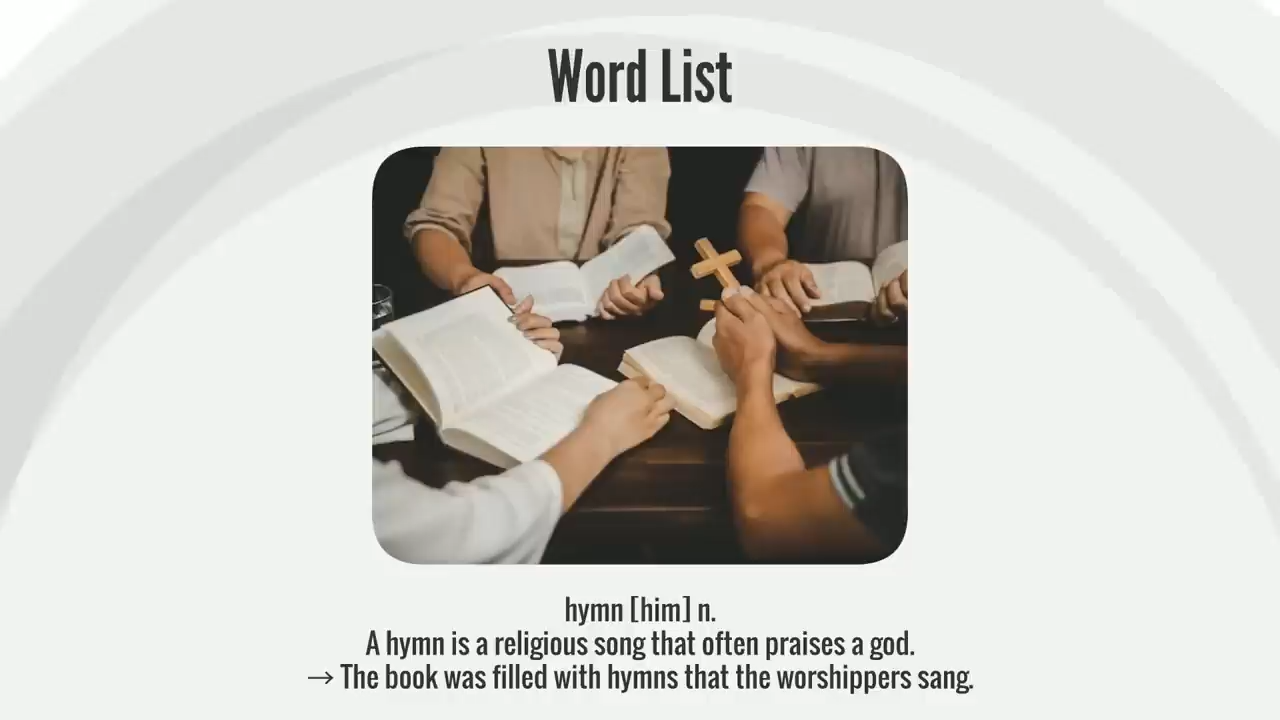 Word List
hymn [him] n.
A hymn is a religious song that often praises a god.
→ The book was filled with hymns that the worshippers sang.